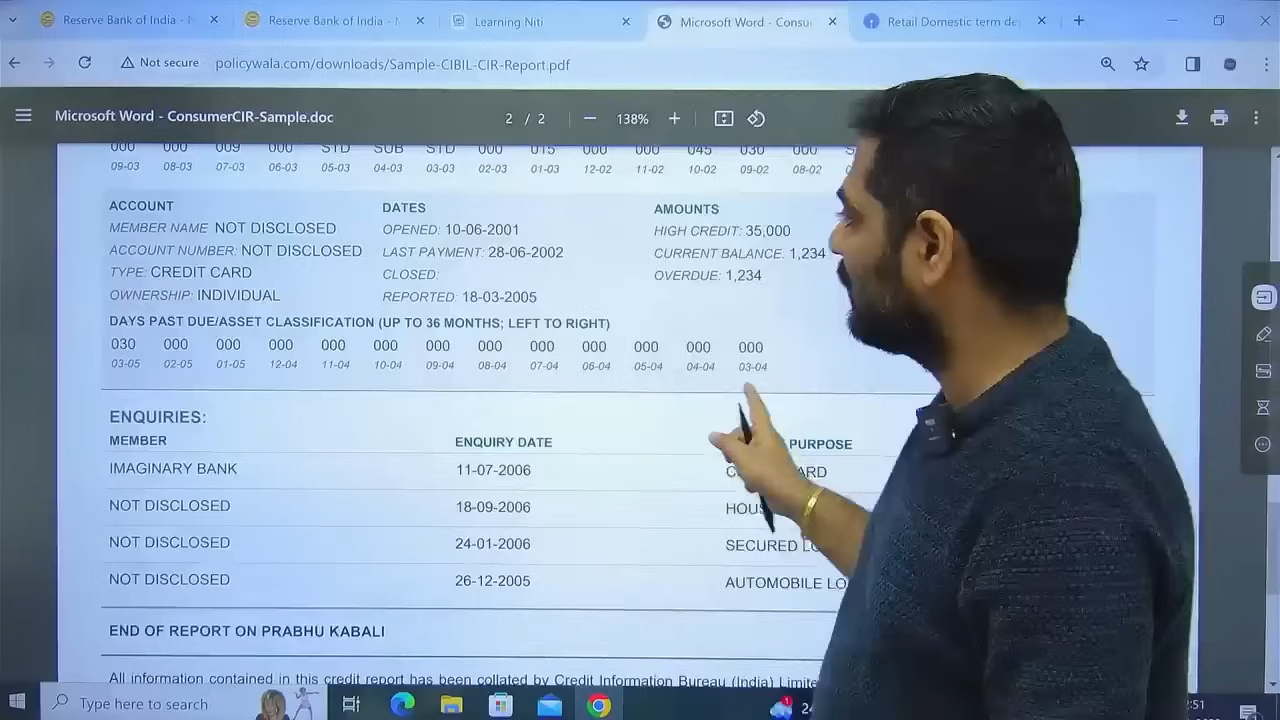 Reserve Bank of India -
Reserve Bank of India -
Learning Niti
Microsoft Word - Consu
Retail Domestic term de
Not secure
policywala.com/downloads/Sample-CIBIL-CIR-Report.pdf
Microsoft Word - ConsumerCIR-Sample.doc
2 / 2
138%
000 000 009 000 STD SUB STD 000 015 000 000 045 030 000
09-03 08-03 07-03 06-03 05-03 04-03 03-03 02-03 01-03 12-02 11-02 10-02 09-02 08-02
ACCOUNT DATES AMOUNTS
MEMBER NAME NOT DISCLOSED OPENED: 10-06-2001 HIGH CREDIT: 35,000
ACCOUNT NUMBER: NOT DISCLOSED LAST PAYMENT: 28-06-2002 CURRENT BALANCE: 1,234
TYPE: CREDIT CARD CLOSED: OVERDUE: 1,234
OWNERSHIP: INDIVIDUAL REPORTED: 18-03-2005
DAYS PAST DUE/ASSET CLASSIFICATION (UP TO 36 MONTHS; LEFT TO RIGHT)
030 000 000 000 000 000 000 000 000 000 000 000 000
03-05 02-05 01-05 12-04 11-04 10-04 09-04 08-04 07-04 06-04 05-04 04-04 03-04
ENQUIRIES:
MEMBER ENQUIRY DATE PURPOSE
IMAGINARY BANK 11-07-2006
NOT DISCLOSED 18-09-2006
NOT DISCLOSED 24-01-2006 SECURED
NOT DISCLOSED 26-12-2005 AUTOMOBILE
END OF REPORT ON PRABHU KABALI
All information contained in this credit report has been collated by Credit Information Bureau (India)
Type here to search